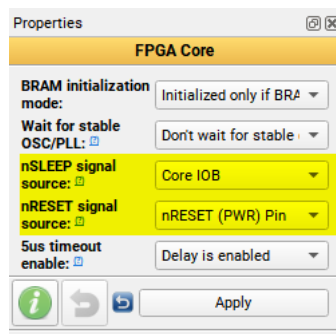 Properties
FPGA Core
BRAM initialization
mode:
Initialized only if BRA
Wait for stable
OSC/PLL:
Don't wait for stable
nSLEEP signal
source:
Core IOB
nRESET signal
source:
nRESET (PWR) Pin
5us timeout
enable:
Delay is enabled
Apply